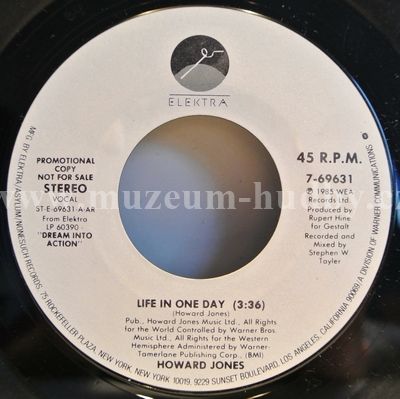 ELEKTRA
PROMOTIONAL
COPY
NOT FOR SALE
STEREO
VOCAL
ST-E-69631-A-AR
From Elektra
LP 60390 -
"DREAM INTO
ACTION"
45 R.P.M.
7-69631
℗ 1985 WEA
Records Ltd.
Produced by
Rupert Hine
for Gestalt
Recorded and
Mixed by
Stephen W
Tayler
www.muzeum-hudby.cz
LIFE IN ONE DAY (3:36)
(Howard Jones)
Pub., Howard Jones Music Ltd., All Rights
for the World Controlled by Warner Bros.
Music Ltd., All Rights for the Western
Hemisphere Administered by Warner-
Tamerlane Publishing Corp., (BMI)
HOWARD JONES
MFG BY ELEKTRA/ASYLUM/NONESUCH RECORDS, 75 ROCKEFELLER PLAZA, NEW YORK, NEW YORK 10019, 9229 SUNSET BOULEVARD, LOS ANGELES, CALIFORNIA 90069/A DIVISION OF WARNER COMMUNICATIONS